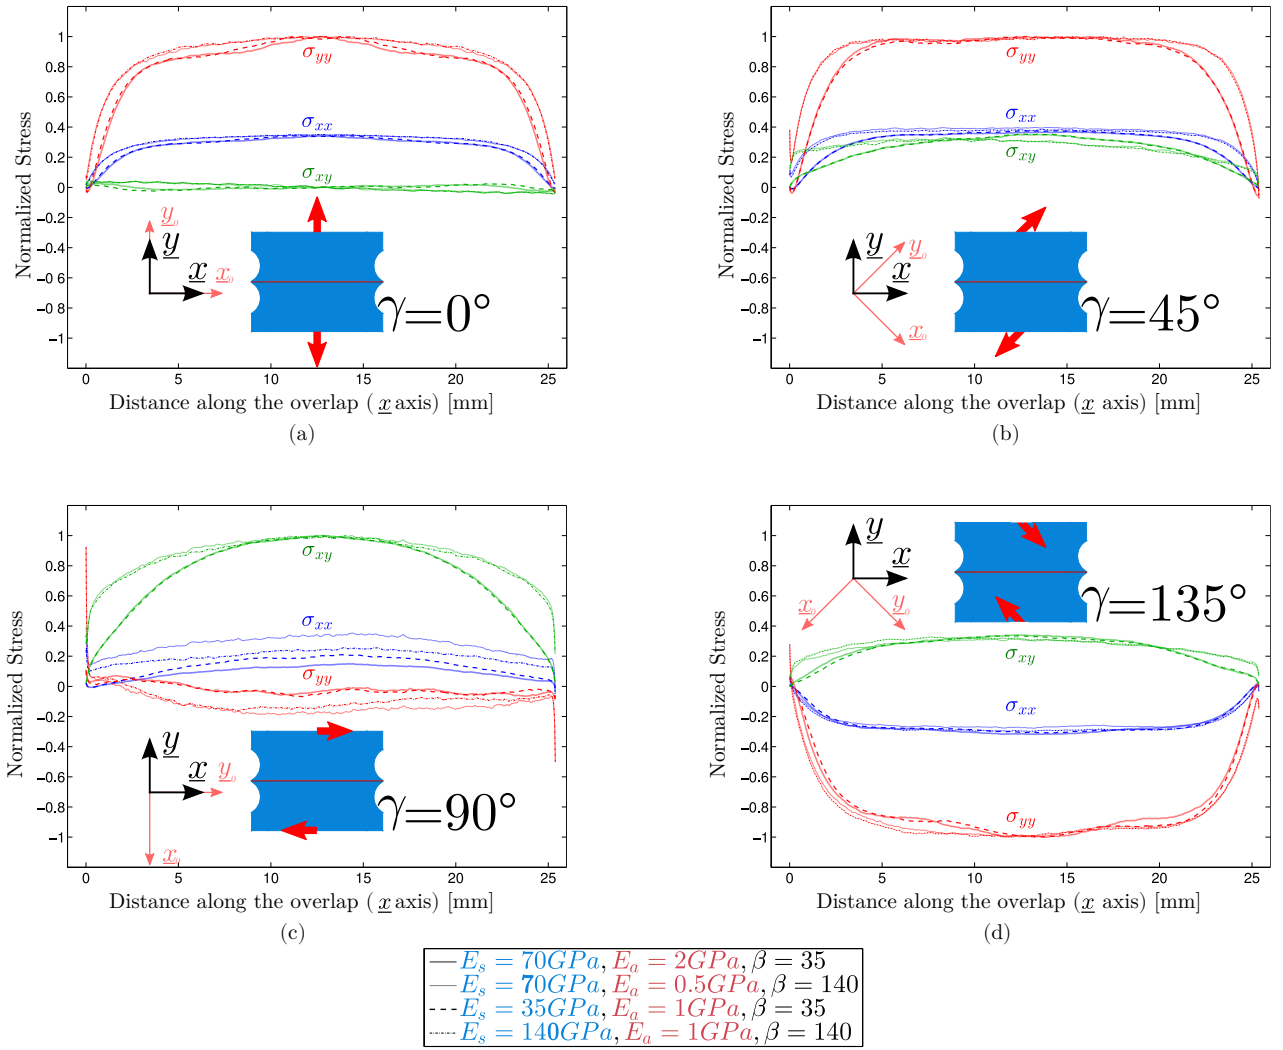 Normalized Stress
1
0.8
0.6
0.4
0.2
0
−0.2
−0.4
−0.6
−0.8
−1
σyy
σxx
σxy
y₀
y
x
x₀
γ=0°
0 5 10 15 20 25
Distance along the overlap ( x axis) [mm]
(a)
Normalized Stress
1
0.8
0.6
0.4
0.2
0
−0.2
−0.4
−0.6
−0.8
−1
σyy
σxx
σxy
y
y₀
x
x₀
γ=45°
0 5 10 15 20 25
Distance along the overlap (x axis) [mm]
(b)
Normalized Stress
1
0.8
0.6
0.4
0.2
0
−0.2
−0.4
−0.6
−0.8
−1
σxy
σxx
σyy
y
x
y₀
x₀
γ=90°
0 5 10 15 20 25
Distance along the overlap ( x axis) [mm]
(c)
Normalized Stress
1
0.8
0.6
0.4
0.2
0
−0.2
−0.4
−0.6
−0.8
−1
y
x
x₀
y₀
γ=135°
σxy
σxx
σyy
0 5 10 15 20 25
Distance along the overlap (x axis) [mm]
(d)
Es = 70GPa, Ea = 2GPa, β = 35
Es = 70GPa, Ea = 0.5GPa, β = 140
Es = 35GPa, Ea = 1GPa, β = 35
Es = 140GPa, Ea = 1GPa, β = 140